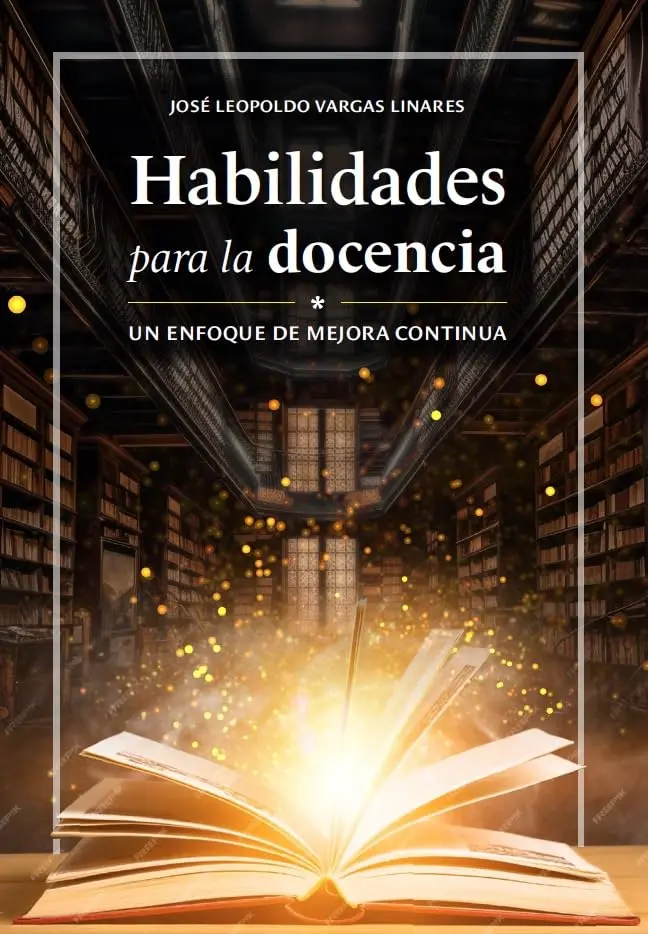 JOSÉ LEOPOLDO VARGAS LINARES
Habilidades
para la docencia
*
UN ENFOQUE DE MEJORA CONTINUA